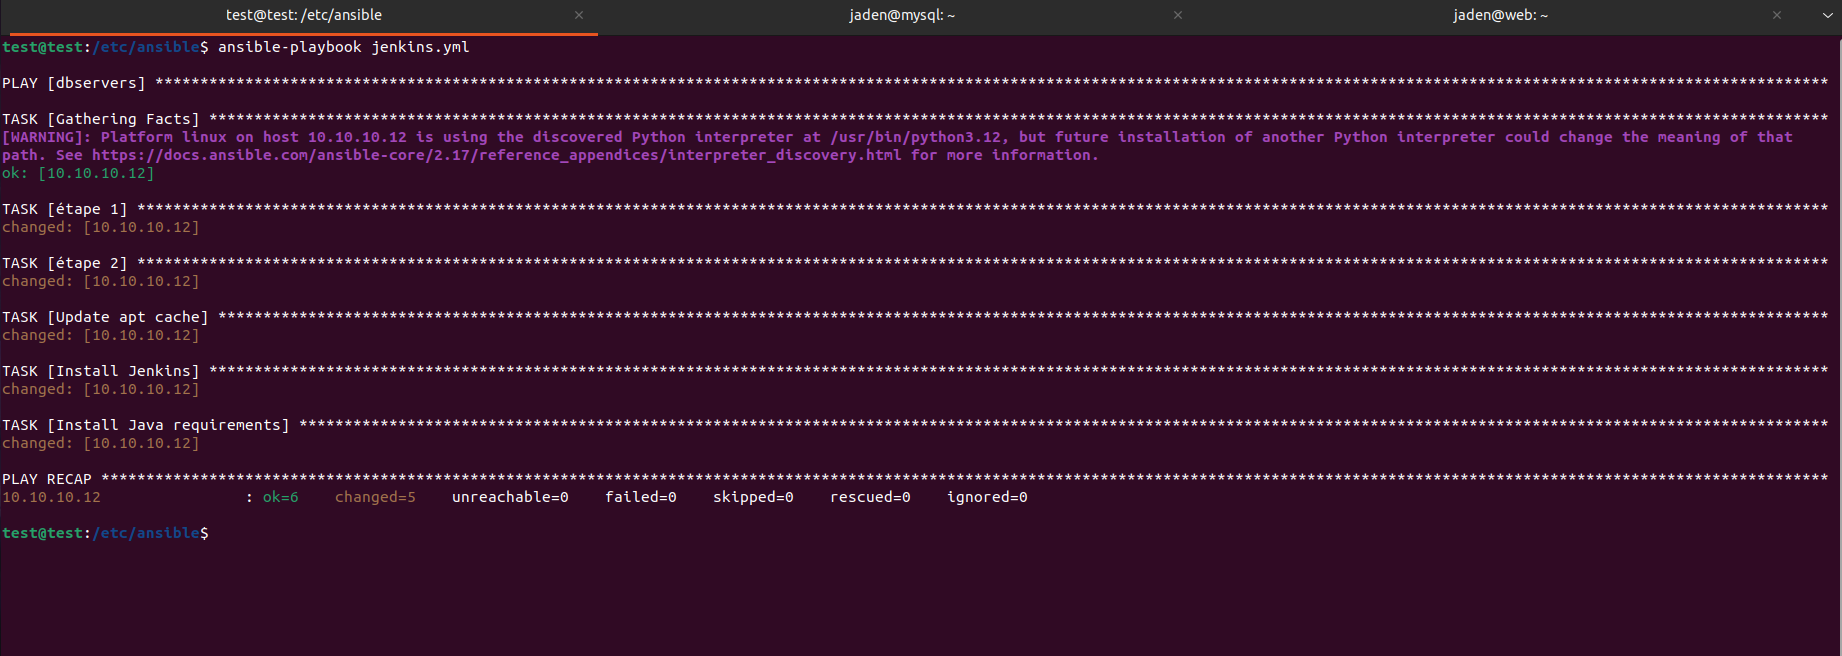 test@test: /etc/ansible × jaden@mysql: ~ × jaden@web: ~ ×
test@test:/etc/ansible$ ansible-playbook jenkins.yml
PLAY [dbservers] ****************************************************************************************************************************************************************************************
TASK [Gathering Facts] **********************************************************************************************************************************************************************************
[WARNING]: Platform linux on host 10.10.10.12 is using the discovered Python interpreter at /usr/bin/python3.12, but future installation of another Python interpreter could change the meaning of that
path. See https://docs.ansible.com/ansible-core/2.17/reference_appendices/interpreter_discovery.html for more information.
ok: [10.10.10.12]
TASK [étape 1] ******************************************************************************************************************************************************************************************
changed: [10.10.10.12]
TASK [étape 2] ******************************************************************************************************************************************************************************************
changed: [10.10.10.12]
TASK [Update apt cache] *********************************************************************************************************************************************************************************
changed: [10.10.10.12]
TASK [Install Jenkins] **********************************************************************************************************************************************************************************
changed: [10.10.10.12]
TASK [Install Java requirements] ************************************************************************************************************************************************************************
changed: [10.10.10.12]
PLAY RECAP **********************************************************************************************************************************************************************************************
10.10.10.12 : ok=6 changed=5 unreachable=0 failed=0 skipped=0 rescued=0 ignored=0
test@test:/etc/ansible$